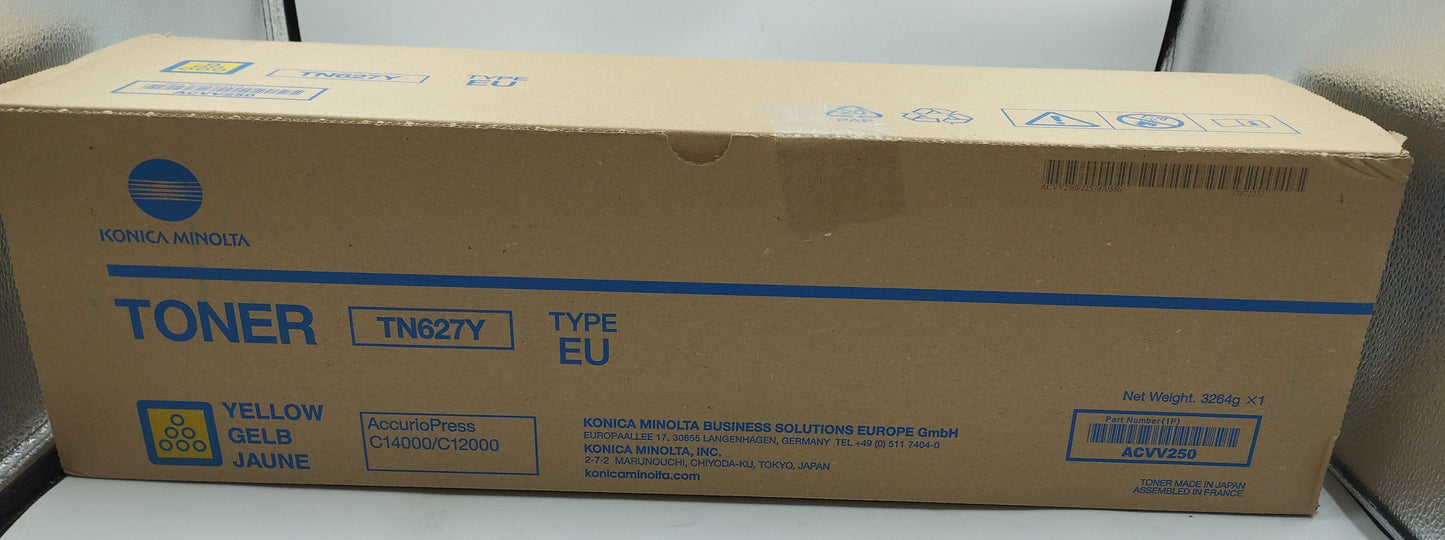 TN627Y
TYPE
EU
ACVV250
PAP
KONICA MINOLTA
TONER
TN627Y
TYPE
EU
YELLOW
GELB
JAUNE
AccurioPress
C14000/C12000
KONICA MINOLTA BUSINESS SOLUTIONS EUROPE GmbH
EUROPAALLEE 17, 30855 LANGENHAGEN, GERMANY TEL +49 (0) 511 7404-0
KONICA MINOLTA, INC.
2-7-2 MARUNOUCHI, CHIYODA-KU, TOKYO, JAPAN
konicaminolta.com
Net Weight. 3264g ×1
Part Number(1P)
ACVV250
TONER MADE IN JAPAN
ASSEMBLED IN FRANCE